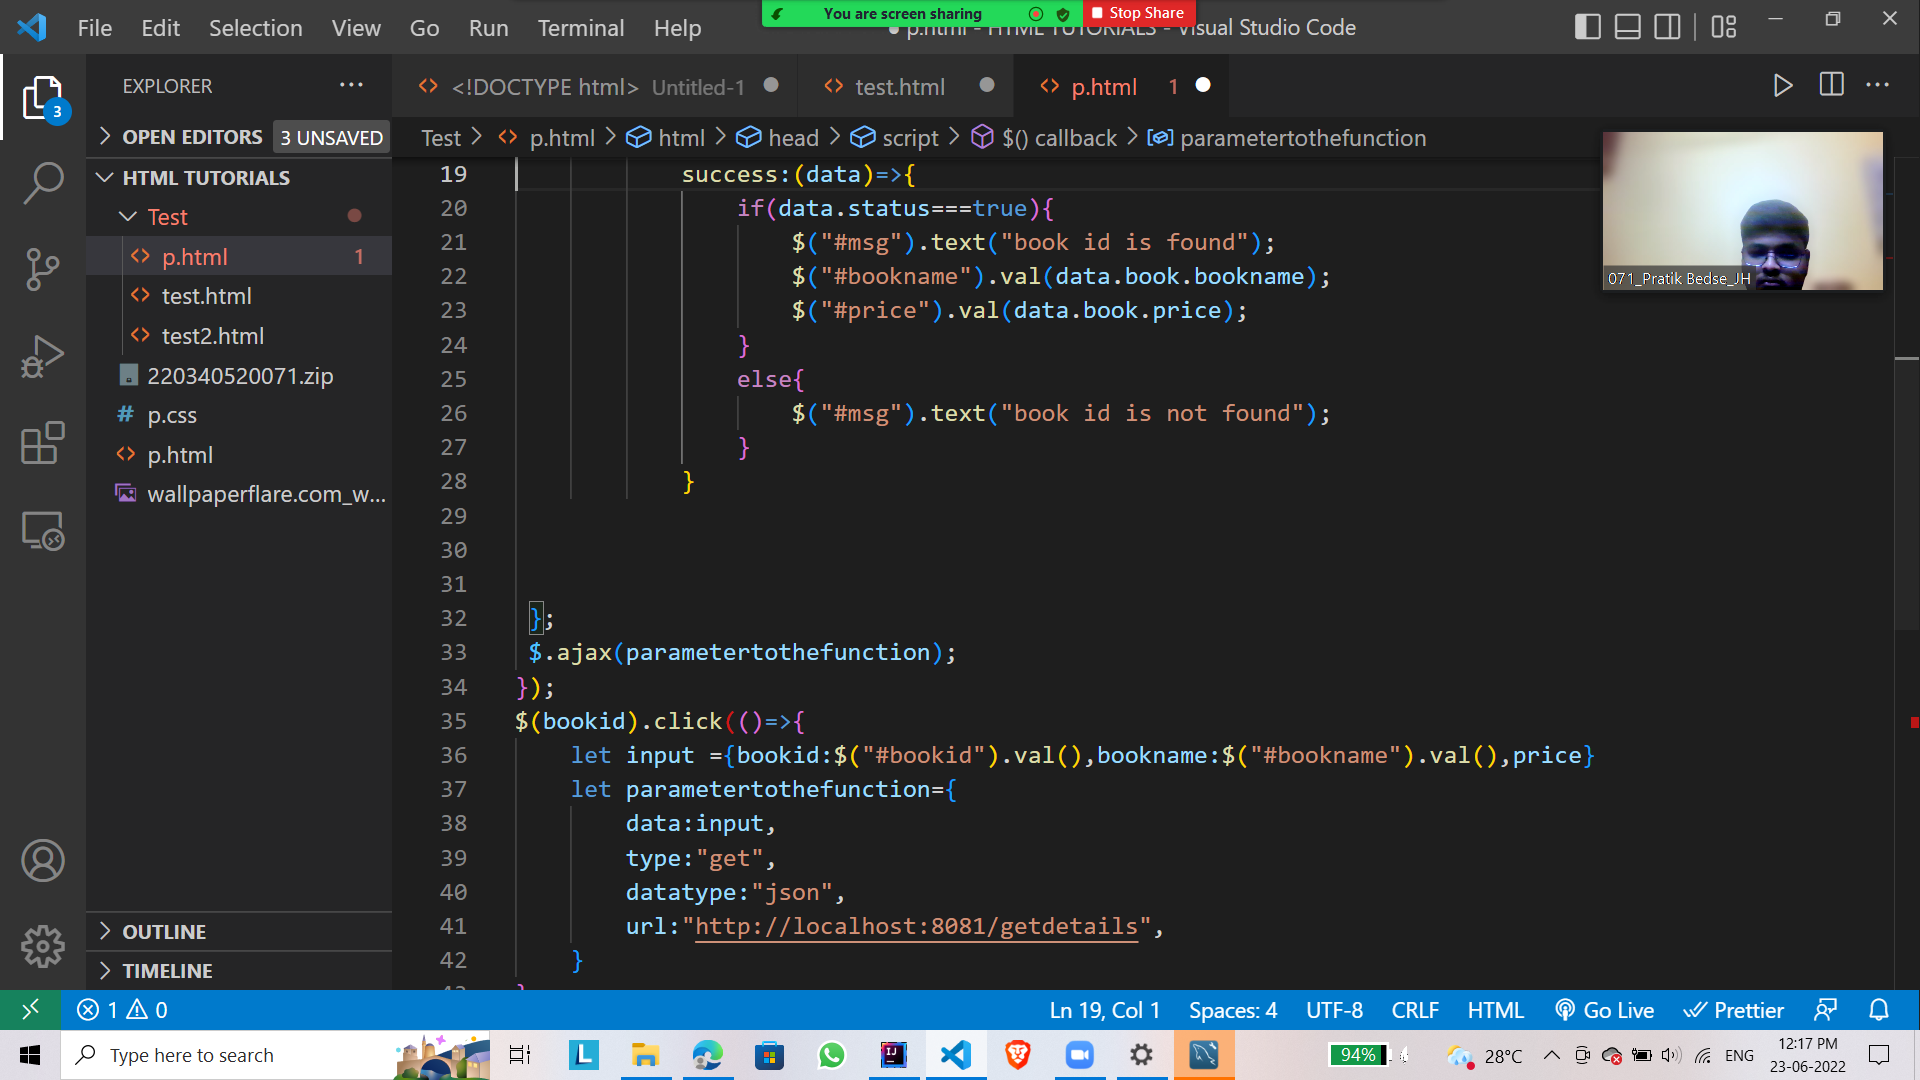 File Edit Selection View Go Run Terminal Help
You are screen sharing
Stop Share
p.html - HTML TUTORIALS - Visual Studio Code
EXPLORER
<!DOCTYPE html> Untitled-1
test.html
p.html 1
3
OPEN EDITORS 3 UNSAVED
Test > p.html > html > head > script > $() callback > parametertothefunction
HTML TUTORIALS
Test
p.html 1
test.html
test2.html
220340520071.zip
p.css
p.html
wallpaperflare.com_w...
OUTLINE
TIMELINE
19 success:(data)=>{
20 if(data.status===true){
21 $("#msg").text("book id is found");
22 $("#bookname").val(data.book.bookname);
23 $("#price").val(data.book.price);
24 }
25 else{
26 $("#msg").text("book id is not found");
27 }
28 }
29
30
31
32 };
33 $.ajax(parametertothefunction);
34 });
35 $(bookid).click(()=>{
36 let input ={bookid:$("#bookid").val(),bookname:$("#bookname").val(),price}
37 let parametertothefunction={
38 data:input,
39 type:"get",
40 datatype:"json",
41 url:"http://localhost:8081/getdetails",
42 }
071_Pratik Bedse_JH
1 0
Ln 19, Col 1 Spaces: 4 UTF-8 CRLF HTML Go Live Prettier
Type here to search
94%
28°C
ENG
12:17 PM
23-06-2022